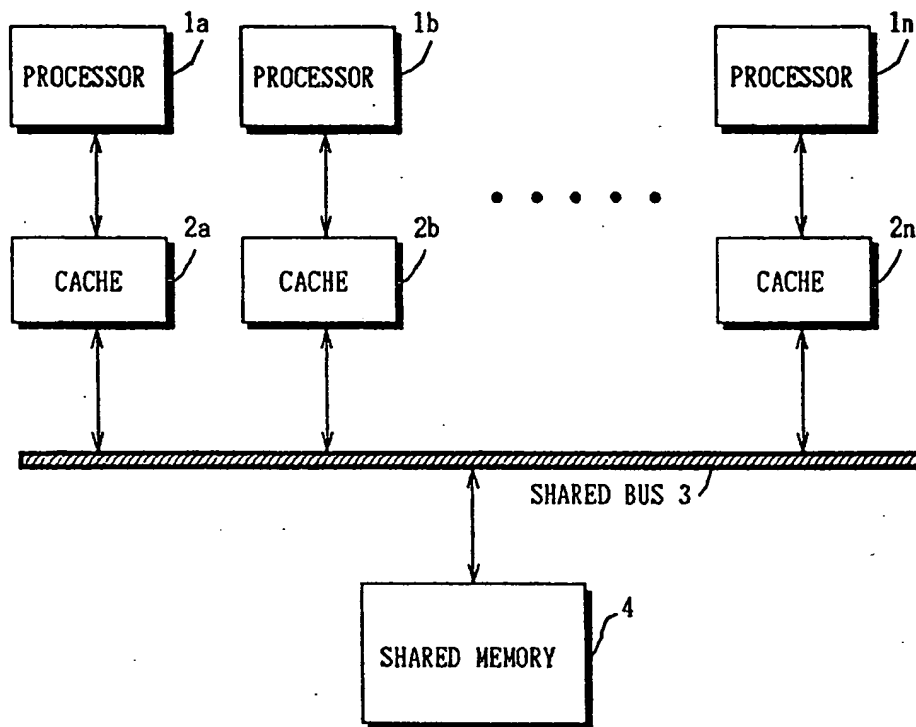 1a
1b
1n
PROCESSOR
PROCESSOR
PROCESSOR
2a
2b
2n
CACHE
CACHE
CACHE
SHARED BUS 3
4
SHARED MEMORY